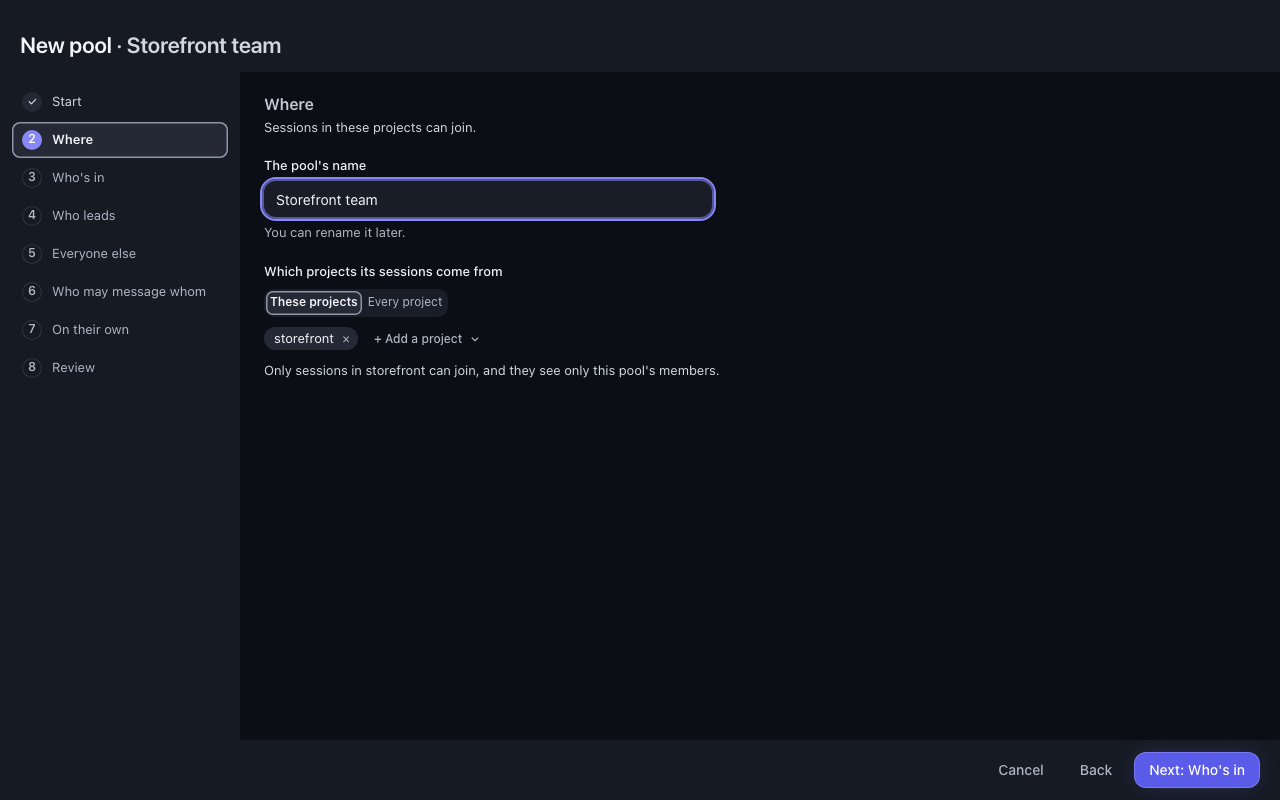 New pool · Storefront team
Start
2 Where
3 Who's in
4 Who leads
5 Everyone else
6 Who may message whom
7 On their own
8 Review
Where
Sessions in these projects can join.
The pool's name
Storefront team
You can rename it later.
Which projects its sessions come from
These projects Every project
storefront × + Add a project
Only sessions in storefront can join, and they see only this pool's members.
Cancel Back Next: Who's in